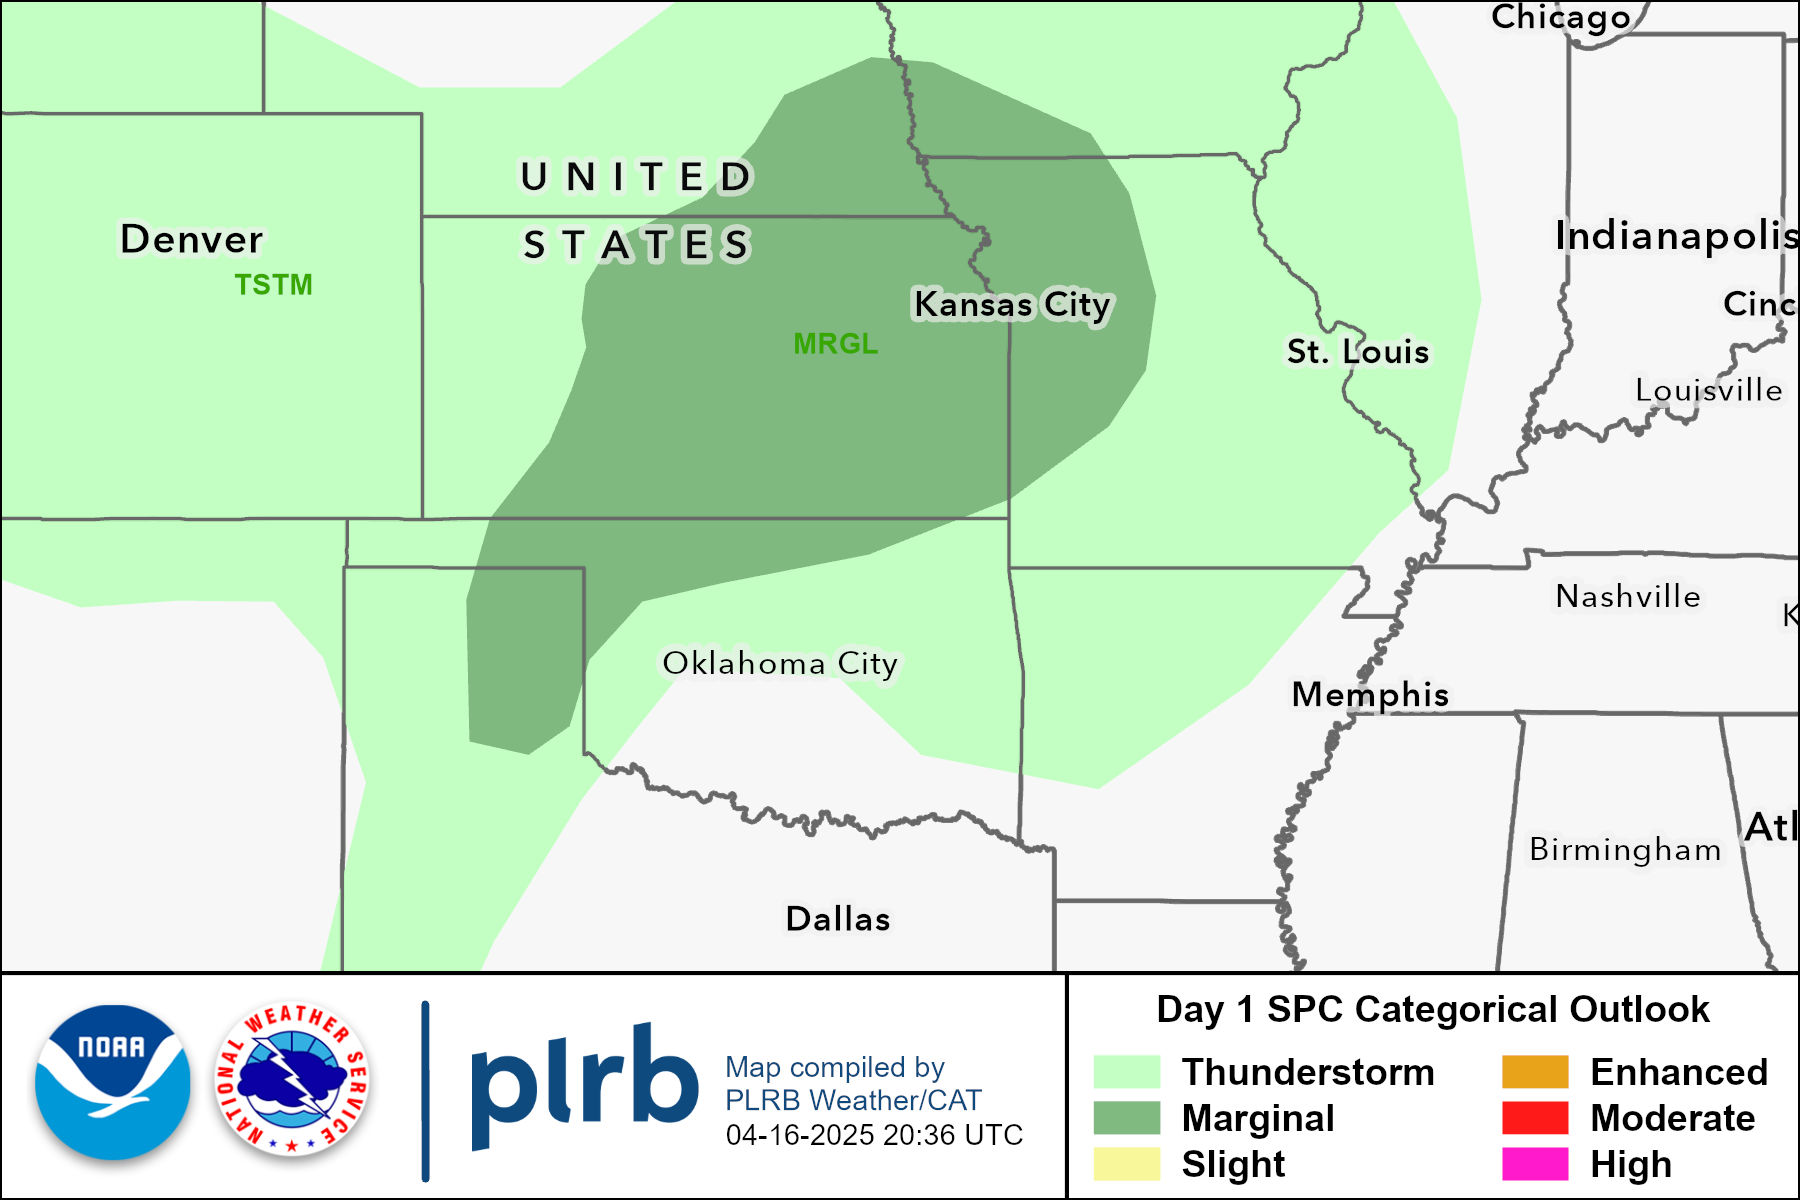 Chicago
UNITED
STATES
Denver
TSTM
Indianapolis
Kansas City
Cinc
MRGL
St. Louis
Louisville
Nashville
K
Oklahoma City
Memphis
Atl
Birmingham
Dallas
NOAA
NATIONAL WEATHER SERVICE
plrb
Map compiled by
PLRB Weather/CAT
04-16-2025 20:36 UTC
Day 1 SPC Categorical Outlook
Thunderstorm
Marginal
Slight
Enhanced
Moderate
High